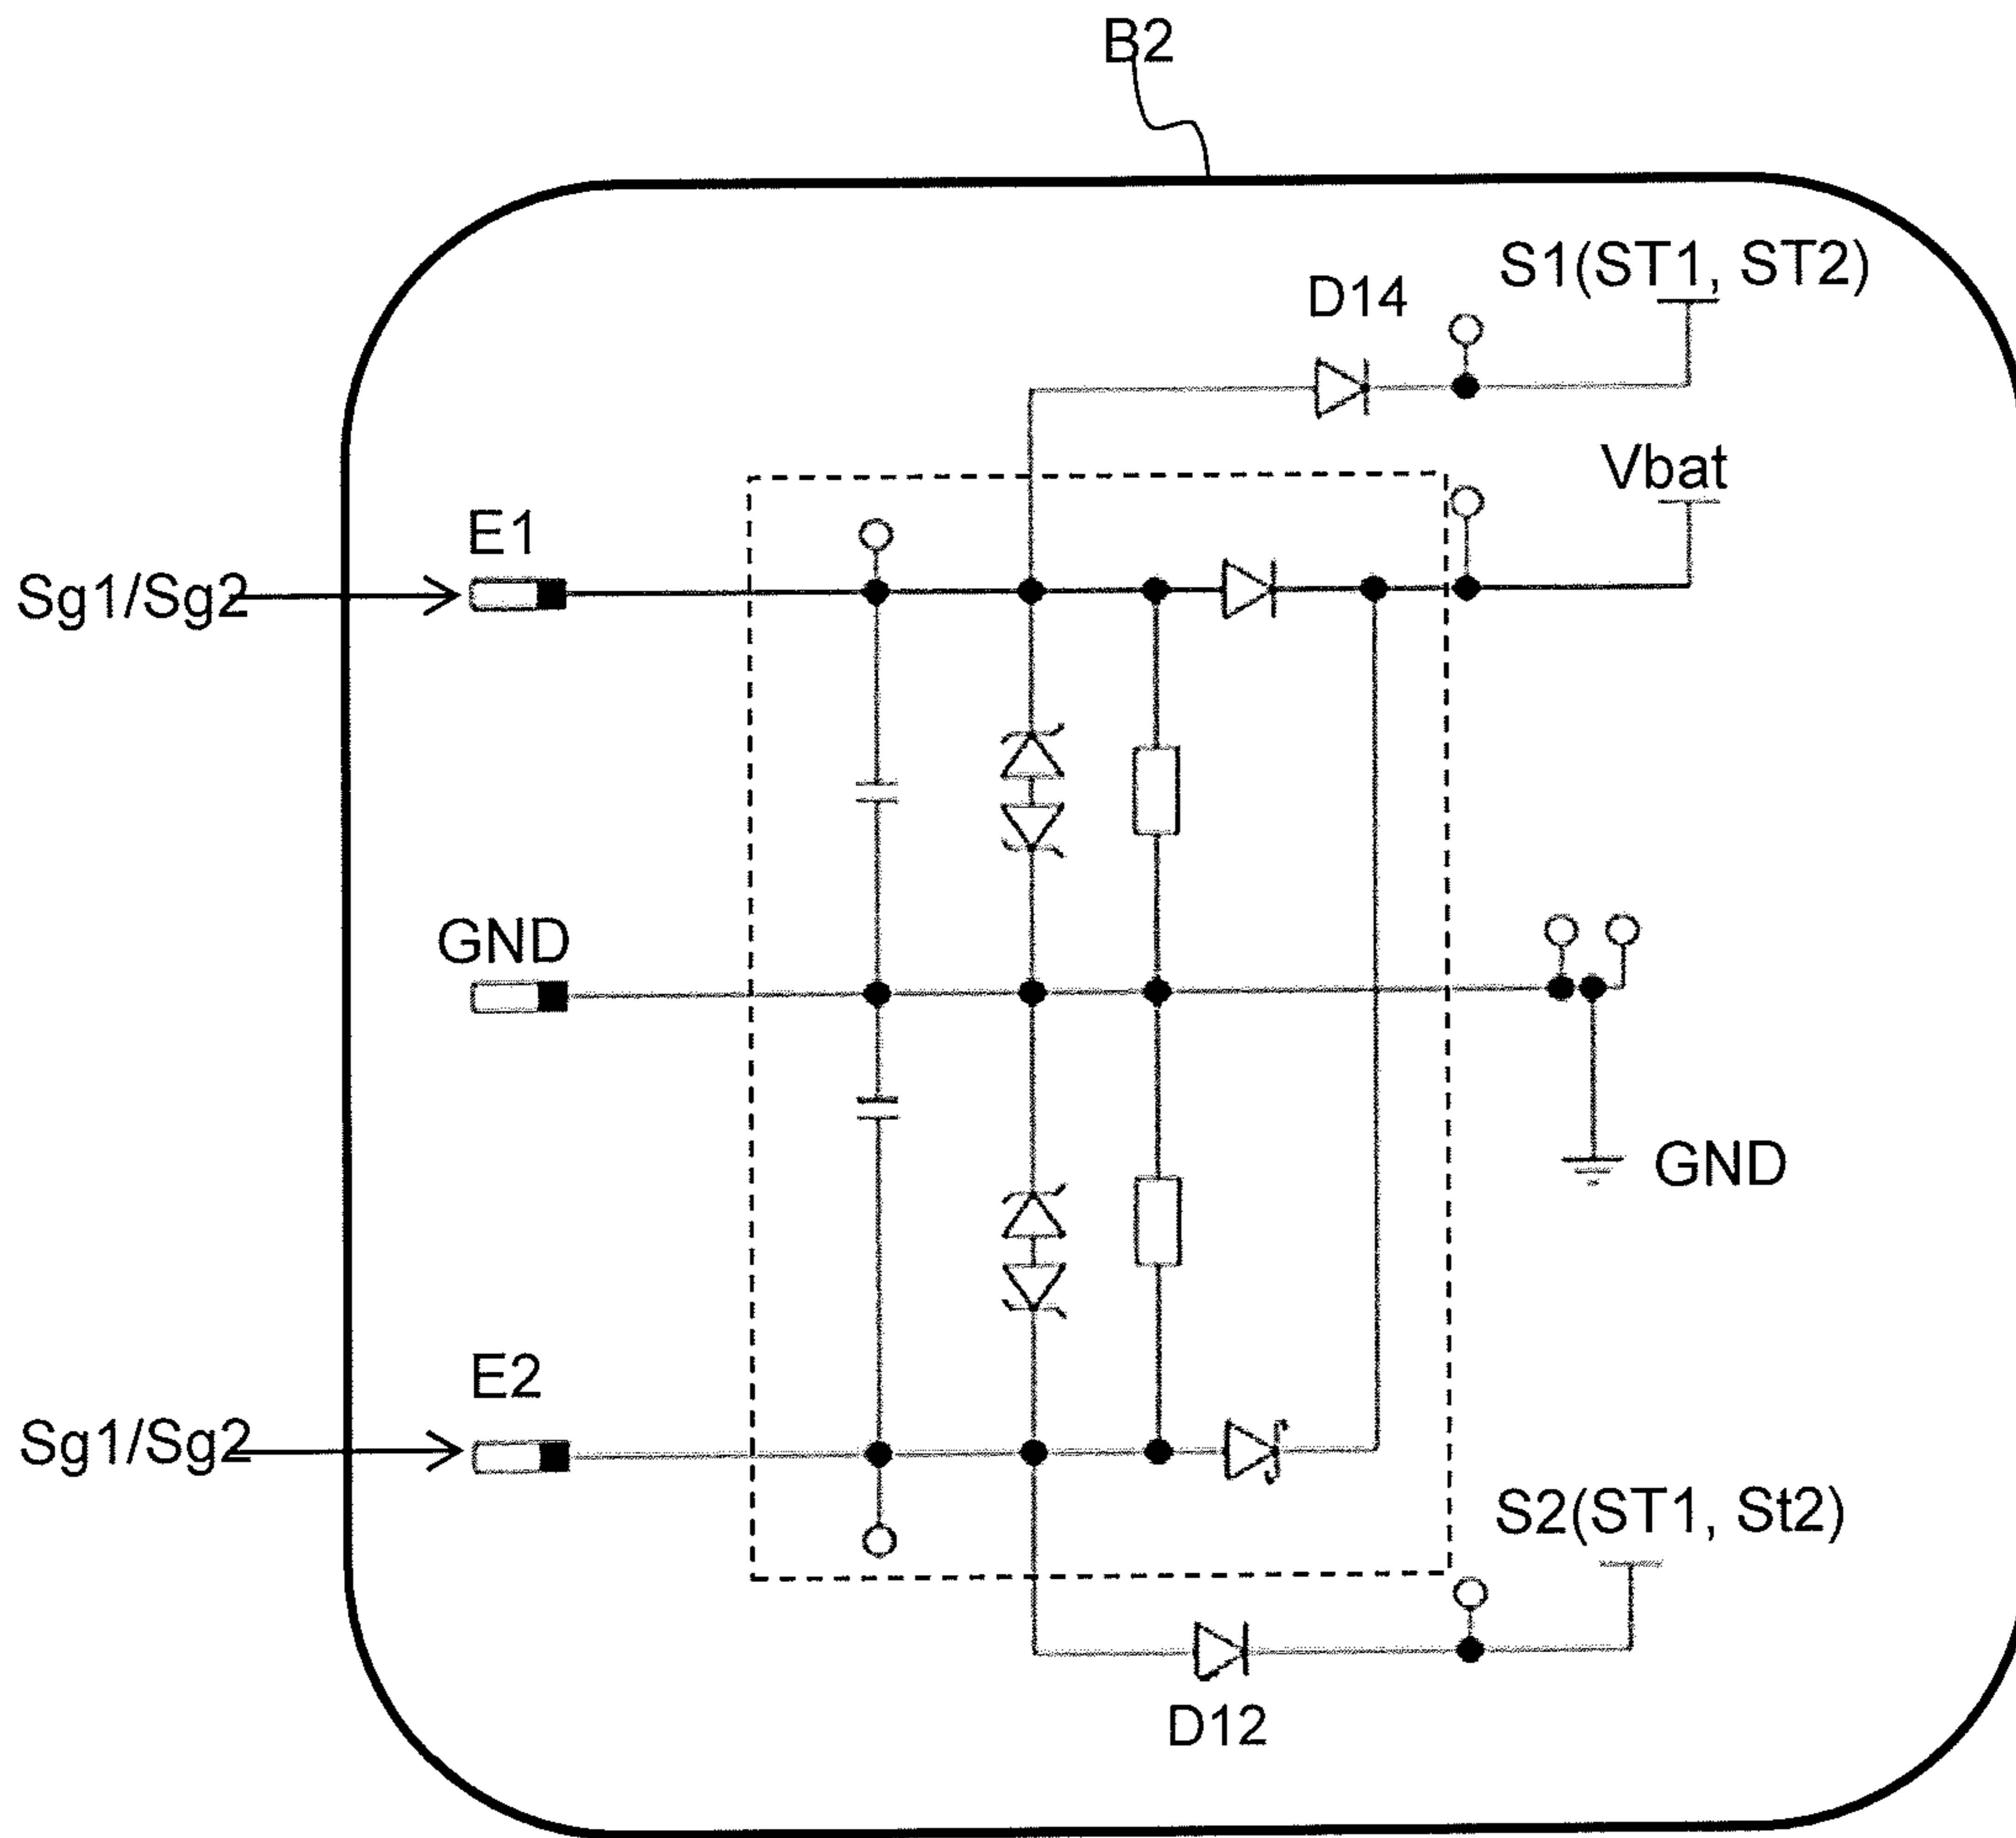 B2
S1(ST1, ST2)
D14
Vbat
E1
Sg1/Sg2
GND
GND
E2
Sg1/Sg2
S2(ST1, St2)
D12